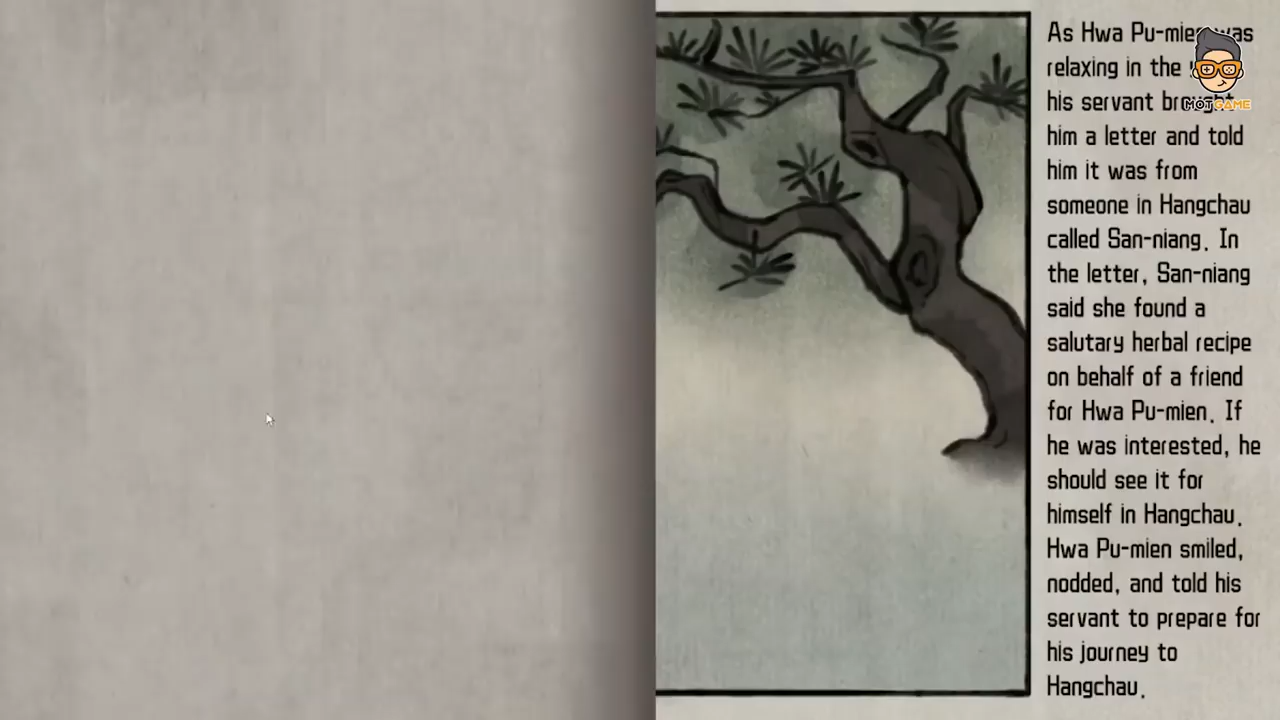 As Hwa Pu-mien was
relaxing in the
his servant brought
him a letter and told
him it was from
someone in Hangchau
called San-niang. In
the letter, San-niang
said she found a
salutary herbal recipe
on behalf of a friend
for Hwa Pu-mien. If
he was interested, he
should see it for
himself in Hangchau.
Hwa Pu-mien smiled,
nodded, and told his
servant to prepare for
his journey to
Hangchau.
MOTGAME